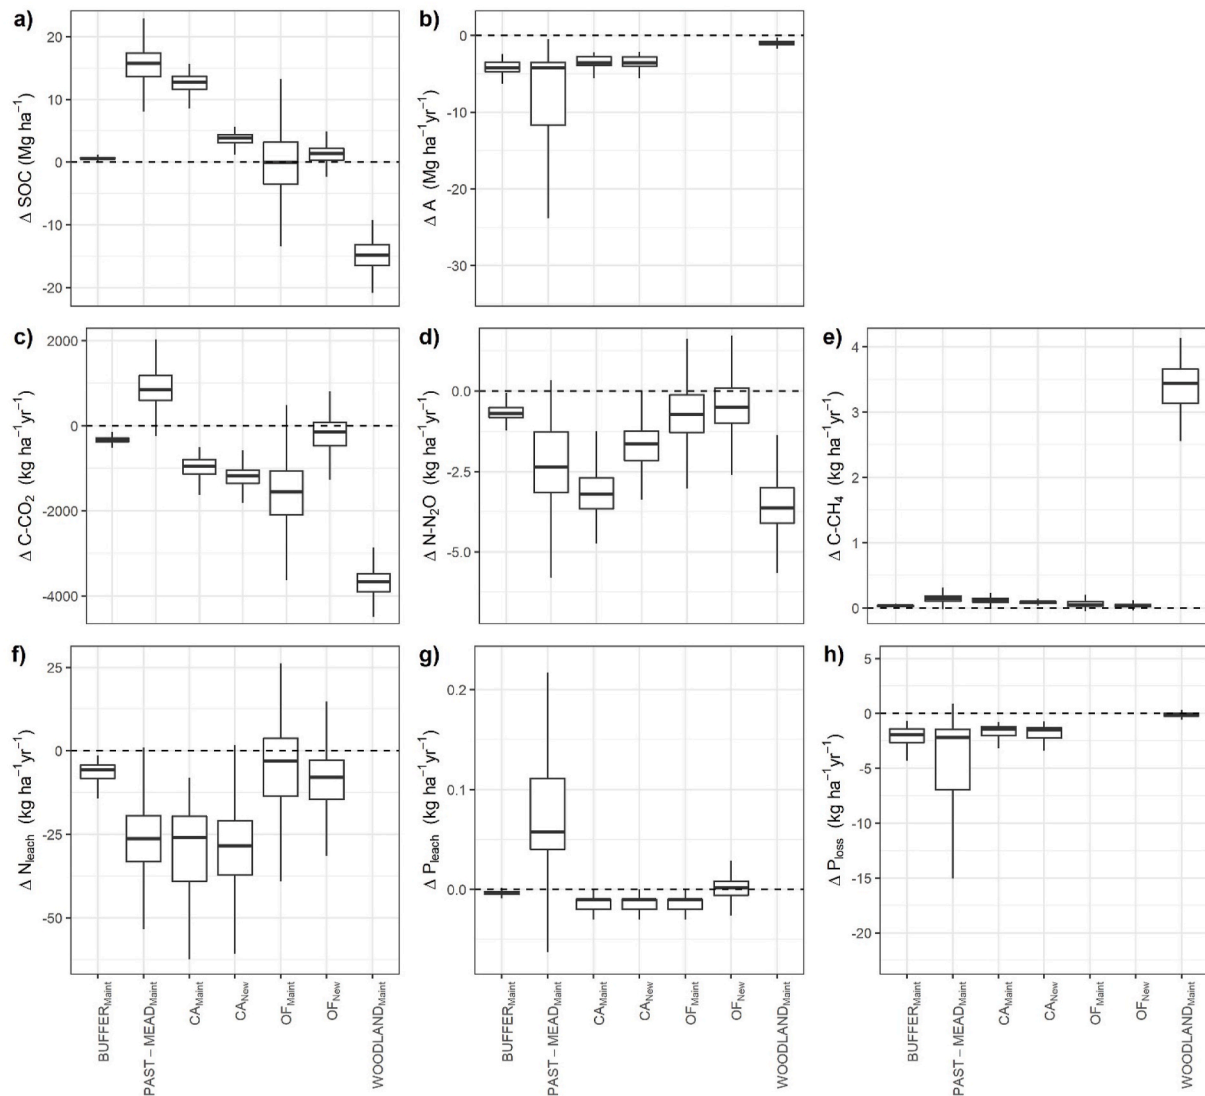 a)
Δ SOC (Mg ha⁻¹)
20
10
0
-10
-20
b)
Δ A (Mg ha⁻¹yr⁻¹)
0
-10
-20
-30
c)
Δ C-CO₂ (kg ha⁻¹yr⁻¹)
2000
0
-2000
-4000
d)
Δ N-N₂O (kg ha⁻¹yr⁻¹)
0.0
-2.5
-5.0
e)
Δ C-CH₄ (kg ha⁻¹yr⁻¹)
4
3
2
1
0
f)
Δ Nleach (kg ha⁻¹yr⁻¹)
25
0
-25
-50
BUFFERMaint
PAST – MEADMaint
CAMaint
CANew
OFMaint
OFNew
WOODLANDMaint
g)
Δ Pleach (kg ha⁻¹yr⁻¹)
0.2
0.1
0.0
BUFFERMaint
PAST – MEADMaint
CAMaint
CANew
OFMaint
OFNew
WOODLANDMaint
h)
Δ Ploss (kg ha⁻¹yr⁻¹)
5
0
-5
-10
-15
-20
BUFFERMaint
PAST – MEADMaint
CAMaint
CANew
OFMaint
OFNew
WOODLANDMaint